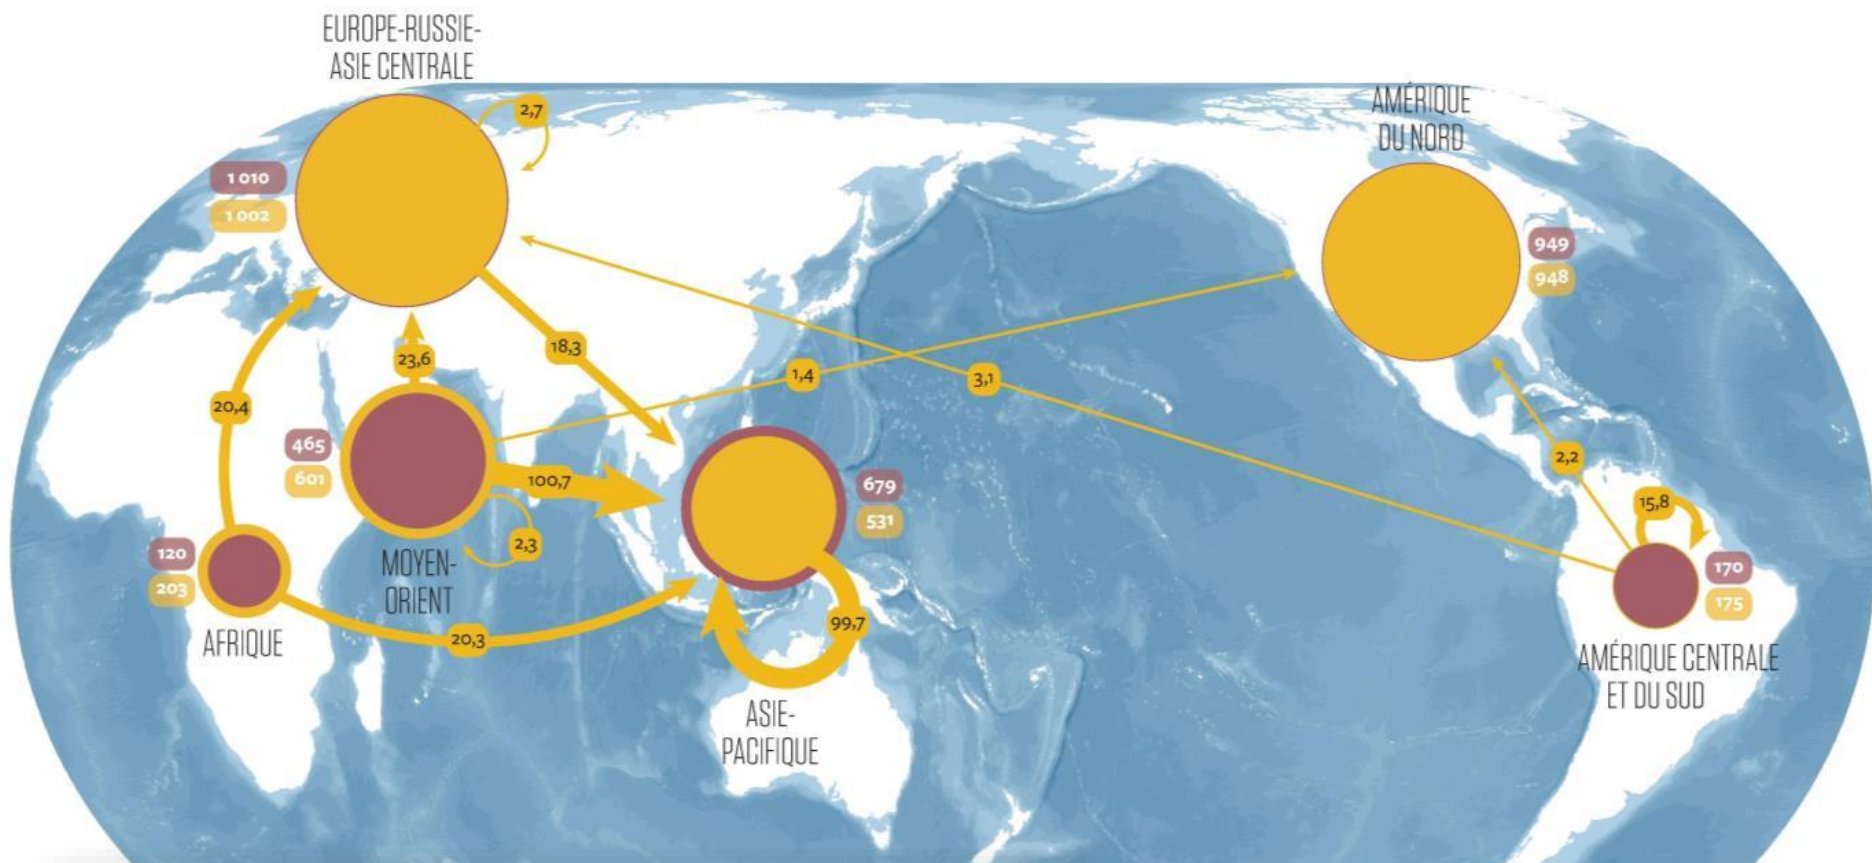 EUROPE-RUSSIE-
ASIE CENTRALE
2,7
1 010
1 002
AMÉRIQUE
DU NORD
949
948
23,6
18,3
20,4
1,4
3,1
465
601
100,7
2,3
MOYEN-
ORIENT
679
531
2,2
15,8
120
203
AFRIQUE
20,3
99,7
170
175
AMÉRIQUE CENTRALE
ET DU SUD
ASIE-
PACIFIQUE